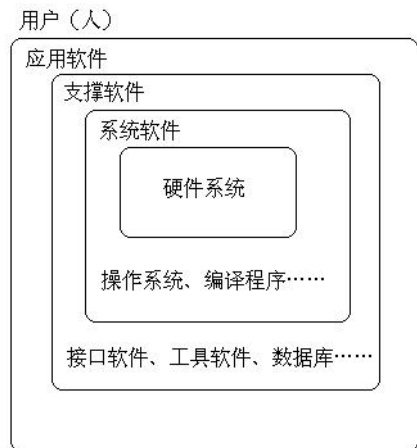 用户（人）
应用软件
支撑软件
系统软件
硬件系统
操作系统、编译程序……
接口软件、工具软件、数据库……